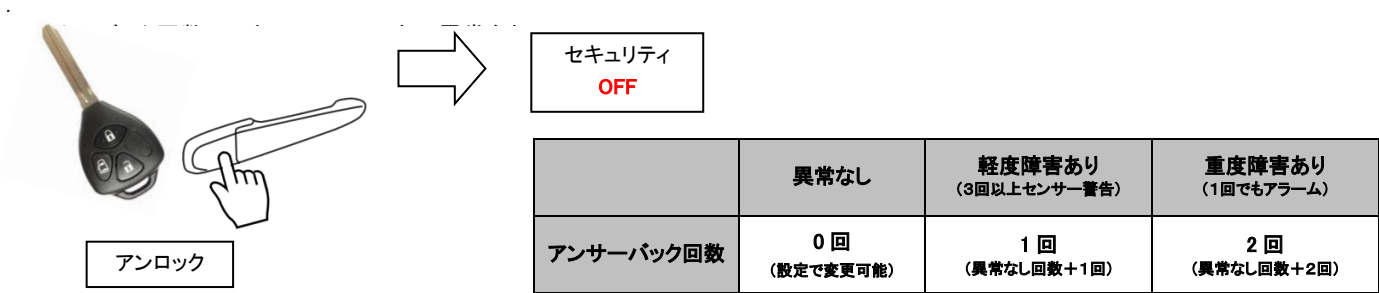 セキュリティ
OFF
アンロック
異常なし
軽度障害あり
（3回以上センサー警告）
重度障害あり
（1回でもアラーム）
アンサーバック回数
0 回
（設定で変更可能）
1 回
（異常なし回数＋1回）
2 回
（異常なし回数＋2回）